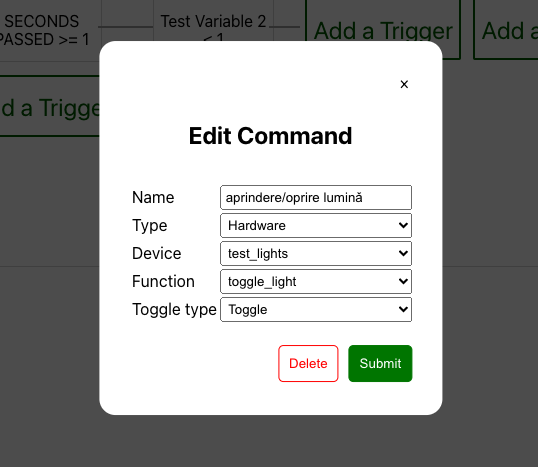 SECONDS
PASSED >= 1
Test Variable 2
< 1
Add a Trigger
Add a
d a Trigge
×
Edit Command
Name aprindere/oprire lumină
Type Hardware
Device test_lights
Function toggle_light
Toggle type Toggle
Delete Submit